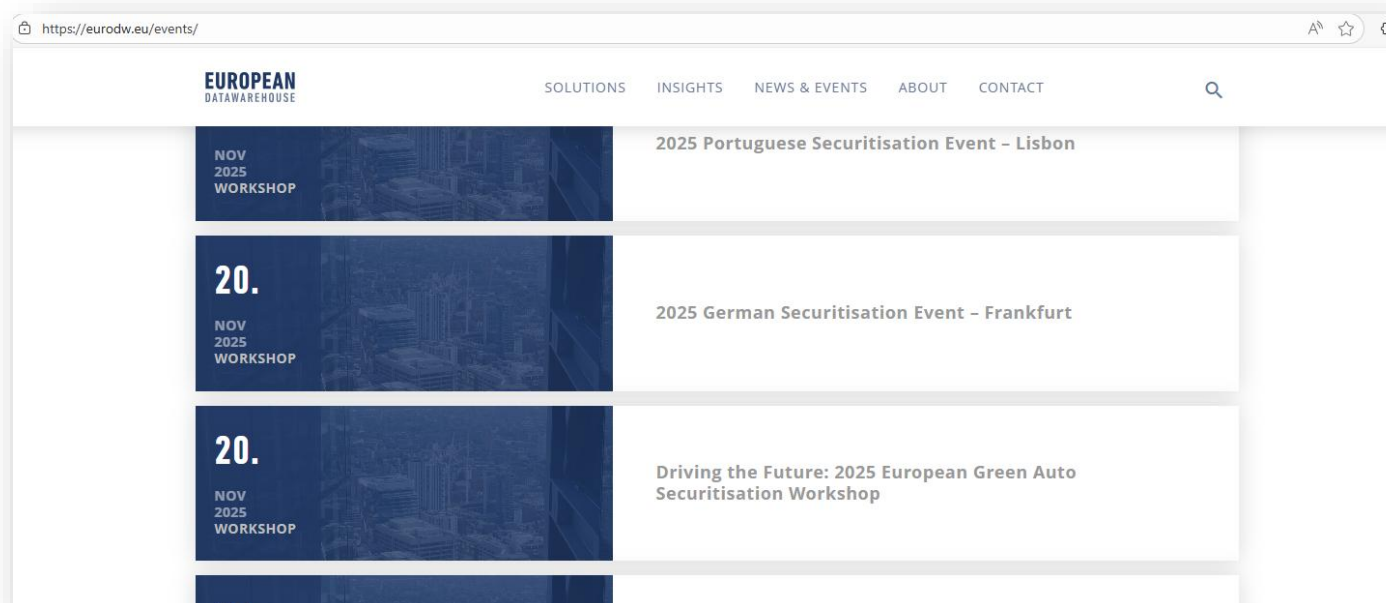 https://eurodw.eu/events/
EUROPEAN
DATAWAREHOUSE
SOLUTIONS INSIGHTS NEWS & EVENTS ABOUT CONTACT
NOV
2025
WORKSHOP
2025 Portuguese Securitisation Event – Lisbon
20.
NOV
2025
WORKSHOP
2025 German Securitisation Event – Frankfurt
20.
NOV
2025
WORKSHOP
Driving the Future: 2025 European Green Auto
Securitisation Workshop